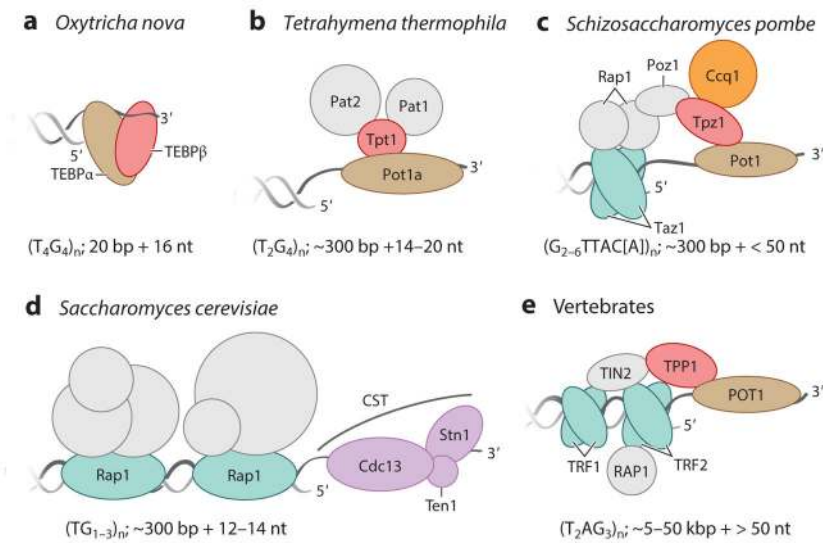 a Oxytricha nova
3′
5′
TEBPβ
TEBPα
(T₄G₄)ₙ; 20 bp + 16 nt
b Tetrahymena thermophila
Pat2
Pat1
Tpt1
Pot1a
3′
5′
(T₂G₄)ₙ; ~300 bp +14–20 nt
c Schizosaccharomyces pombe
Poz1
Rap1
Ccq1
Tpz1
Pot1
3′
5′
Taz1
(G₂₋₆TTAC[A])ₙ; ~300 bp + < 50 nt
d Saccharomyces cerevisiae
CST
Stn1
3′
Rap1
Rap1
Cdc13
5′
Ten1
(TG₁₋₃)ₙ; ~300 bp + 12–14 nt
e Vertebrates
TIN2
TPP1
POT1
3′
5′
TRF1
RAP1
TRF2
(T₂AG₃)ₙ; ~5–50 kbp + > 50 nt